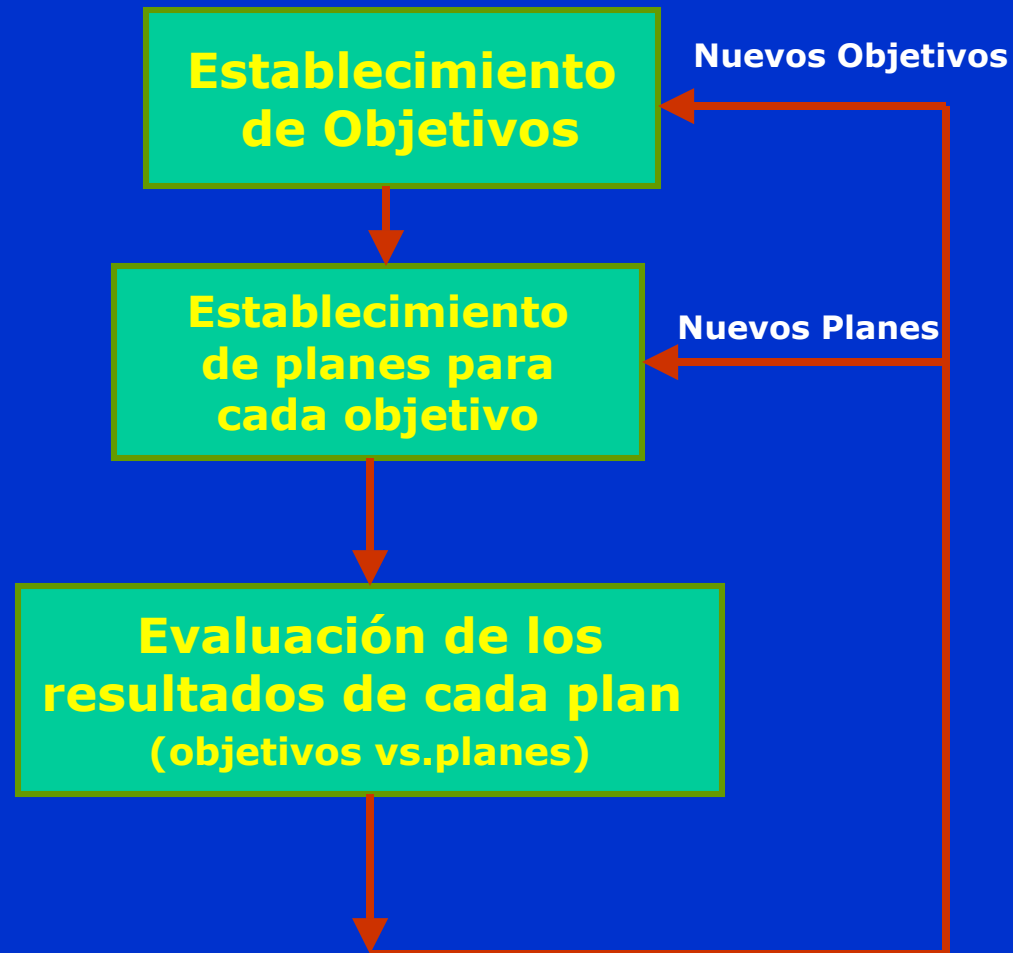 Establecimiento
de Objetivos
Nuevos Objetivos
Establecimiento
de planes para
cada objetivo
Nuevos Planes
Evaluación de los
resultados de cada plan
(objetivos vs.planes)